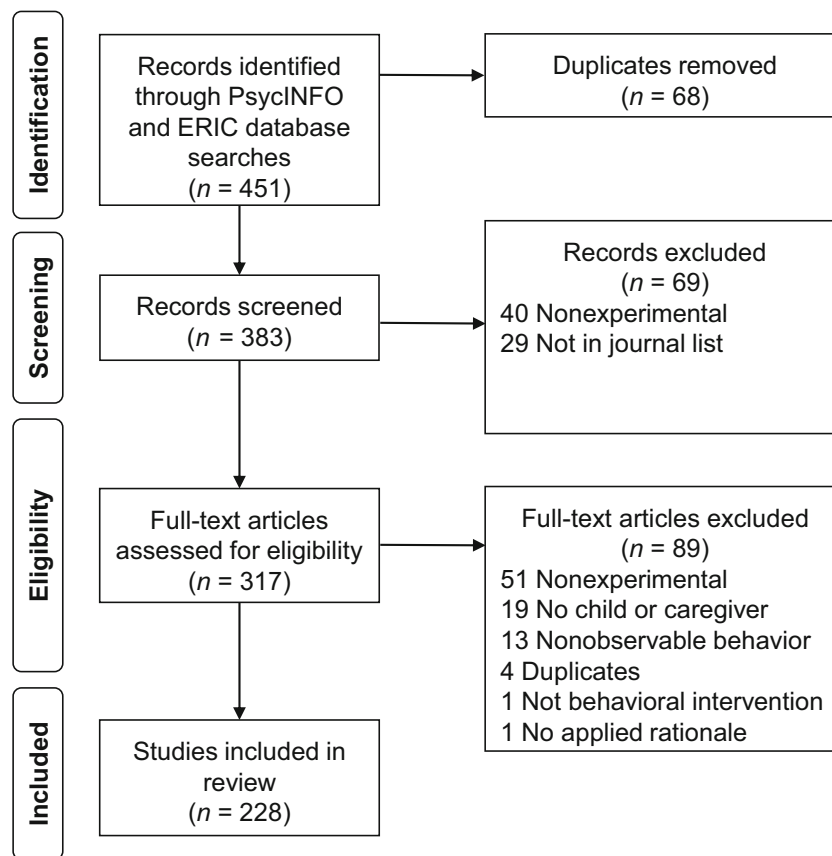 Identification
Records identified
through PsycINFO
and ERIC database
searches
(n = 451)
Duplicates removed
(n = 68)
Screening
Records screened
(n = 383)
Records excluded
(n = 69)
40 Nonexperimental
29 Not in journal list
Eligibility
Full-text articles
assessed for eligibility
(n = 317)
Full-text articles excluded
(n = 89)
51 Nonexperimental
19 No child or caregiver
13 Nonobservable behavior
4 Duplicates
1 Not behavioral intervention
1 No applied rationale
Included
Studies included in
review
(n = 228)